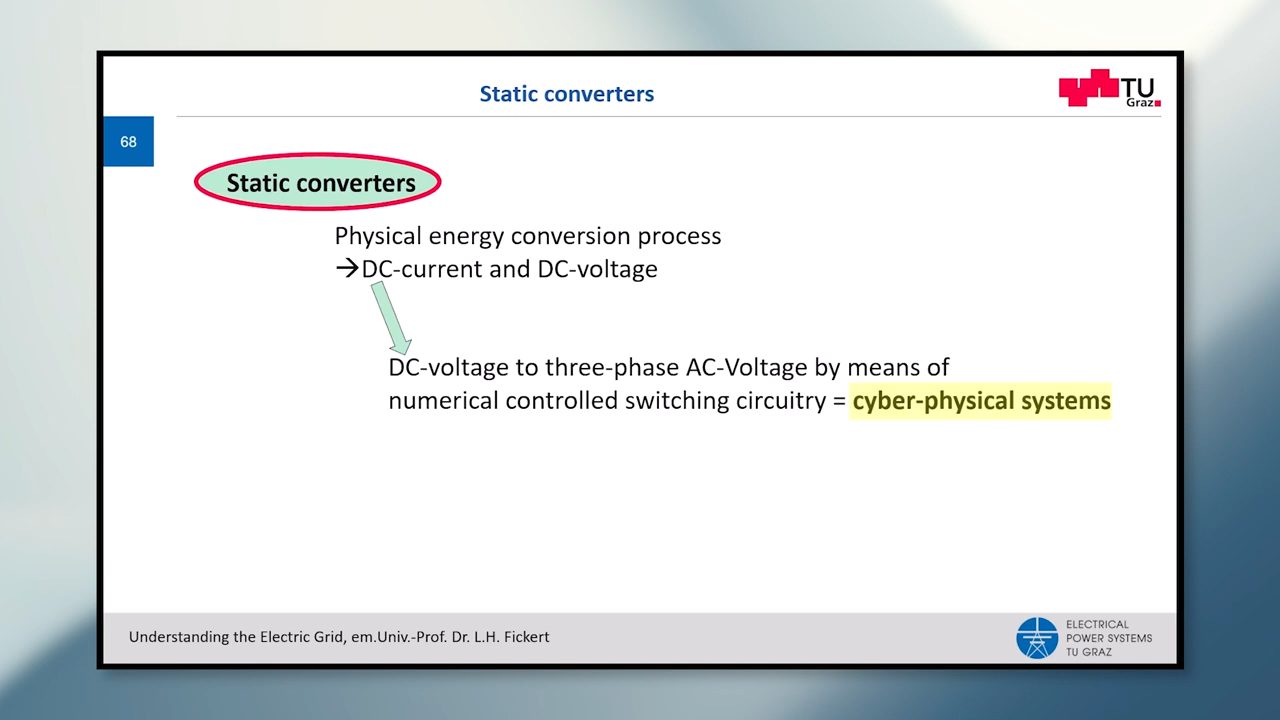 Static converters
TU
Graz
68
Static converters
Physical energy conversion process
→DC-current and DC-voltage
DC-voltage to three-phase AC-Voltage by means of
numerical controlled switching circuitry = cyber-physical systems
Understanding the Electric Grid, em.Univ.-Prof. Dr. L.H. Fickert
ELECTRICAL
POWER SYSTEMS
TU GRAZ